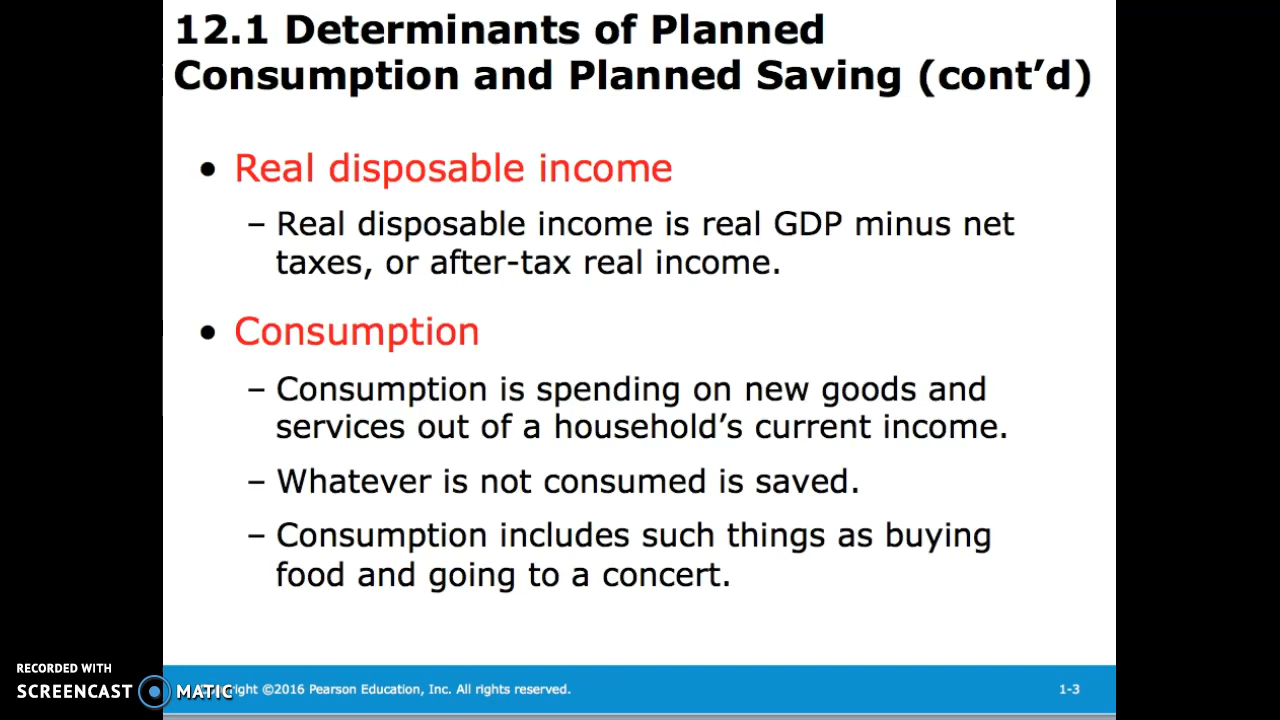 12.1 Determinants of Planned
Consumption and Planned Saving (cont’d)
• Real disposable income
– Real disposable income is real GDP minus net
taxes, or after-tax real income.
• Consumption
– Consumption is spending on new goods and
services out of a household’s current income.
– Whatever is not consumed is saved.
– Consumption includes such things as buying
food and going to a concert.
RECORDED WITH
SCREENCAST MATIC
©2016 Pearson Education, Inc. All rights reserved.
1-3